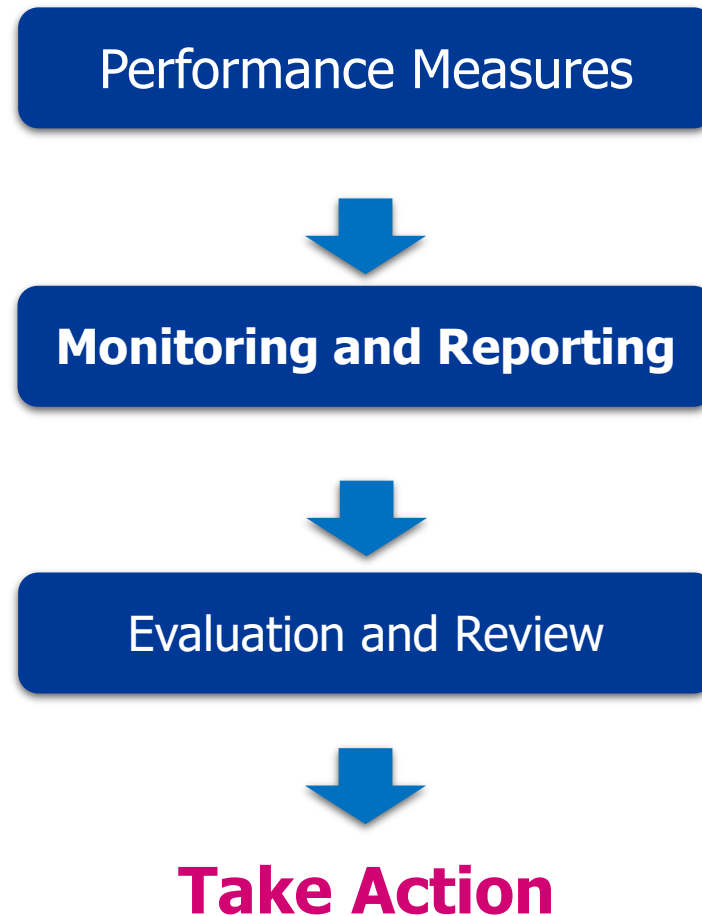 Performance Measures
Monitoring and Reporting
Evaluation and Review
Take Action